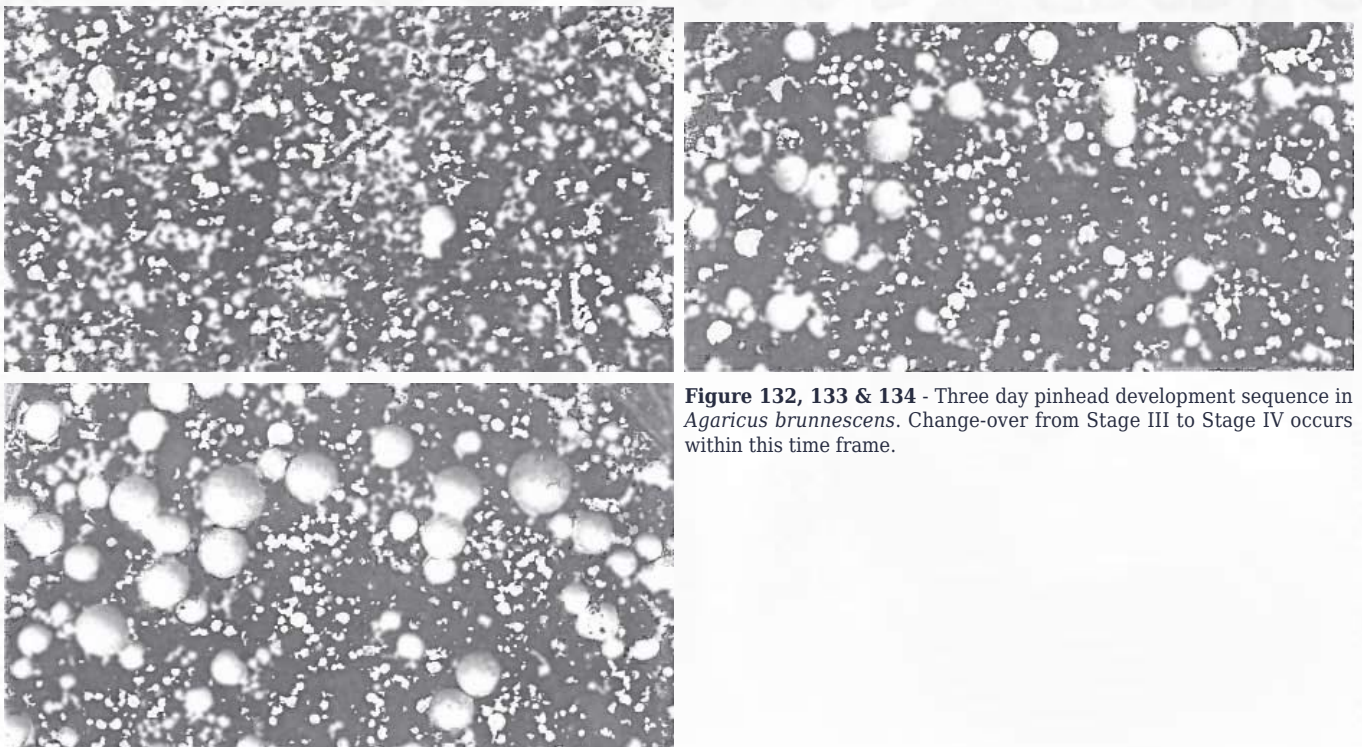 Figure 132, 133 & 134 - Three day pinhead development sequence in
Agaricus brunnescens. Change-over from Stage III to Stage IV occurs
within this time frame.